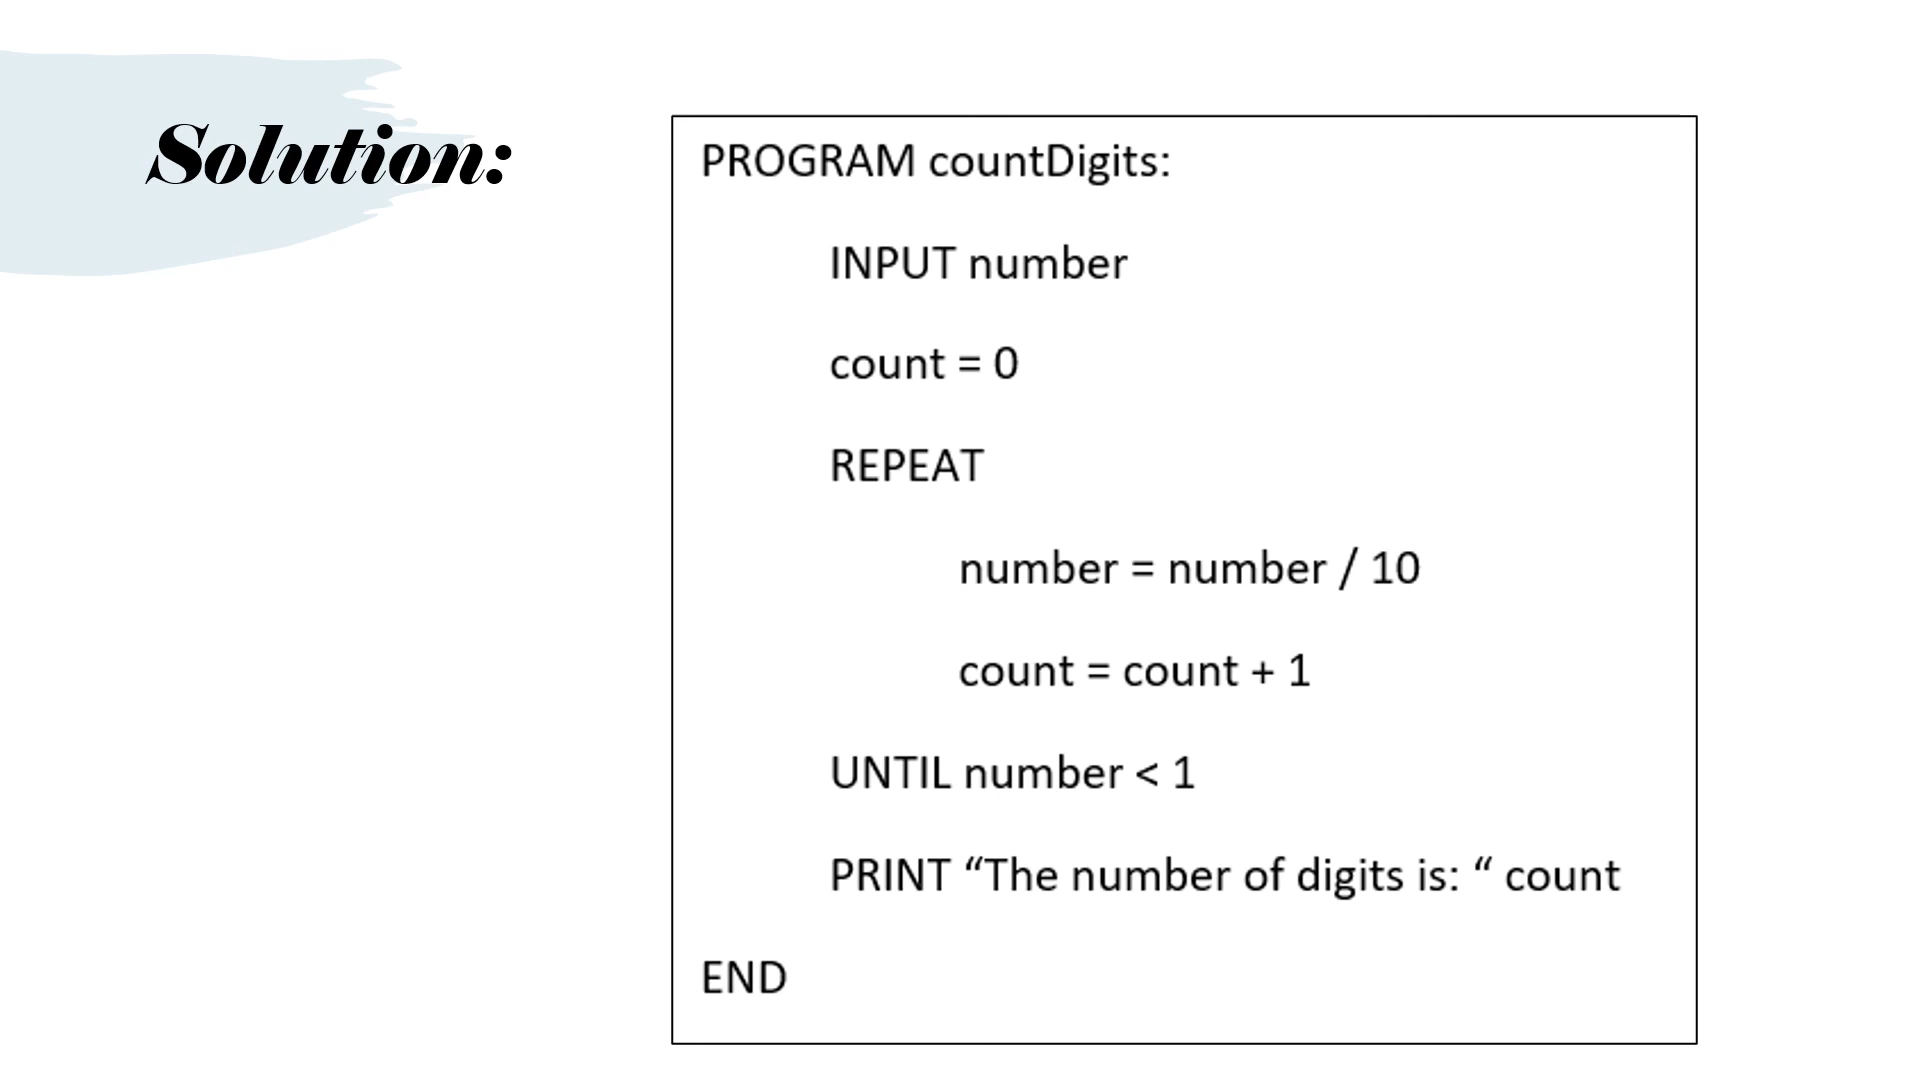 Solution:
PROGRAM countDigits:
INPUT number
count = 0
REPEAT
number = number / 10
count = count + 1
UNTIL number < 1
PRINT “The number of digits is: “ count
END